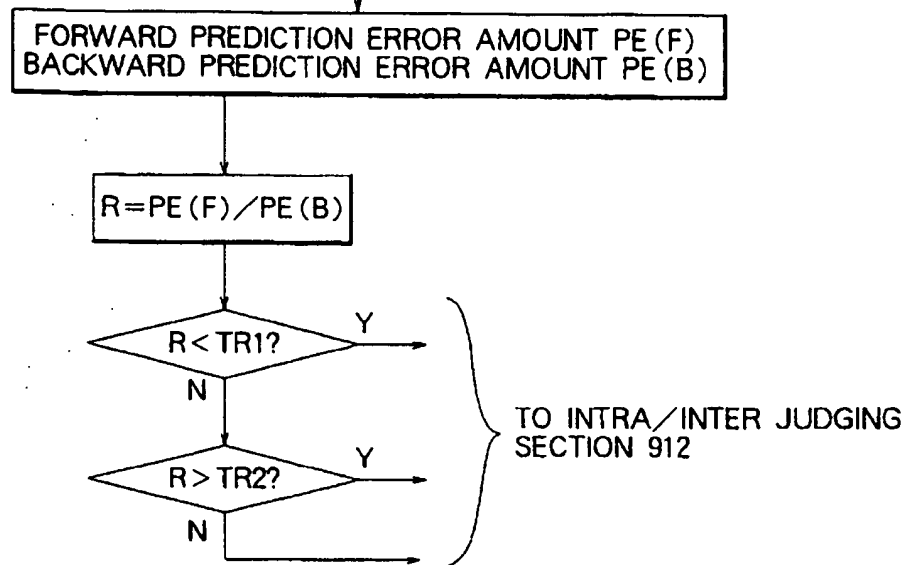 FORWARD PREDICTION ERROR AMOUNT PE(F)
BACKWARD PREDICTION ERROR AMOUNT PE(B)
R=PE(F)/PE(B)
R<TR1?
Y
N
TO INTRA/INTER JUDGING
SECTION 912
R>TR2?
Y
N